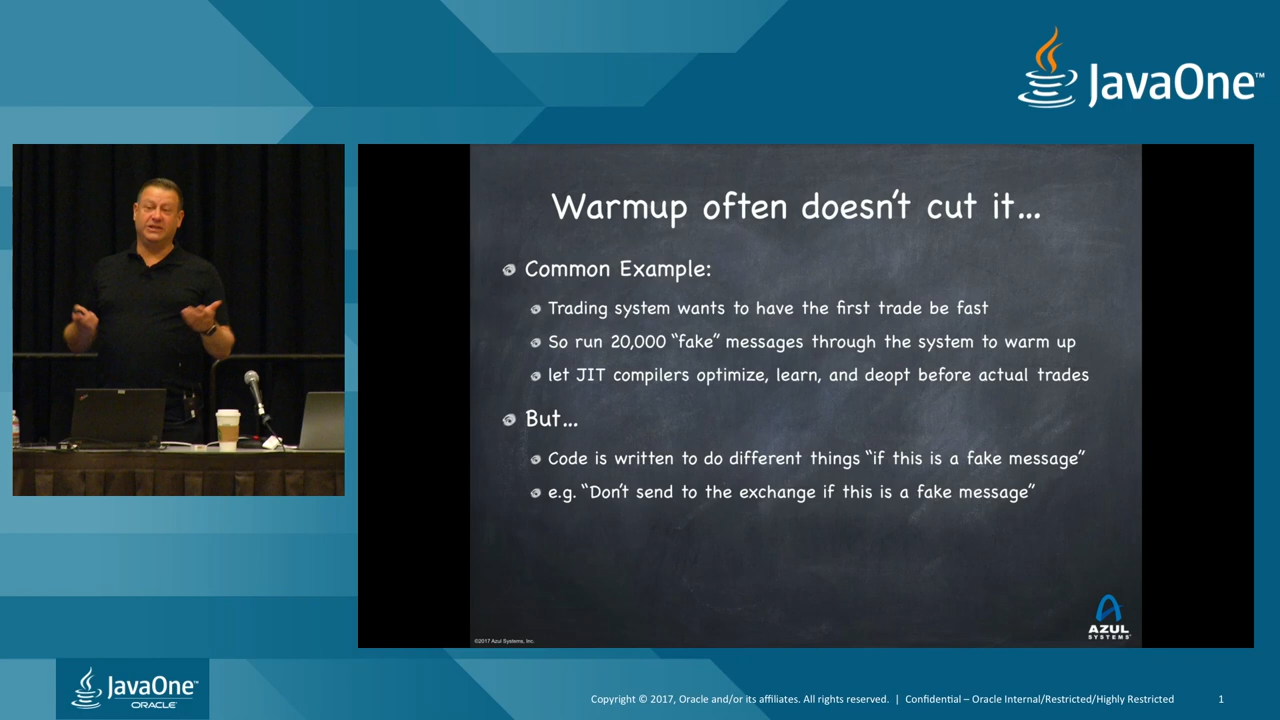 JavaOne™
Warmup often doesn't cut it...
Common Example:
Trading system wants to have the first trade be fast
So run 20,000 “fake” messages through the system to warm up
let JIT compilers optimize, learn, and deopt before actual trades
But...
Code is written to do different things “if this is a fake message”
e.g. “Don't send to the exchange if this is a fake message”
©2017 Azul Systems, Inc.
AZUL
SYSTEMS
JavaOne™
ORACLE
Copyright © 2017, Oracle and/or its affiliates. All rights reserved. | Confidential – Oracle Internal/Restricted/Highly Restricted 1